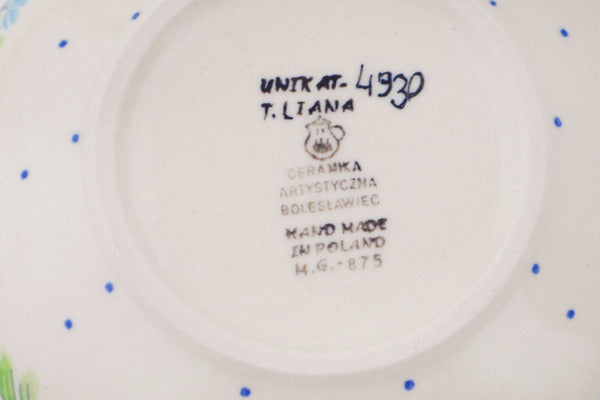 UNIKAT-4930
T. LIANA
CERAMIKA
ARTYSTYCZNA
BOLESŁAWIEC
HAND MADE
IN POLAND
M.G.-875